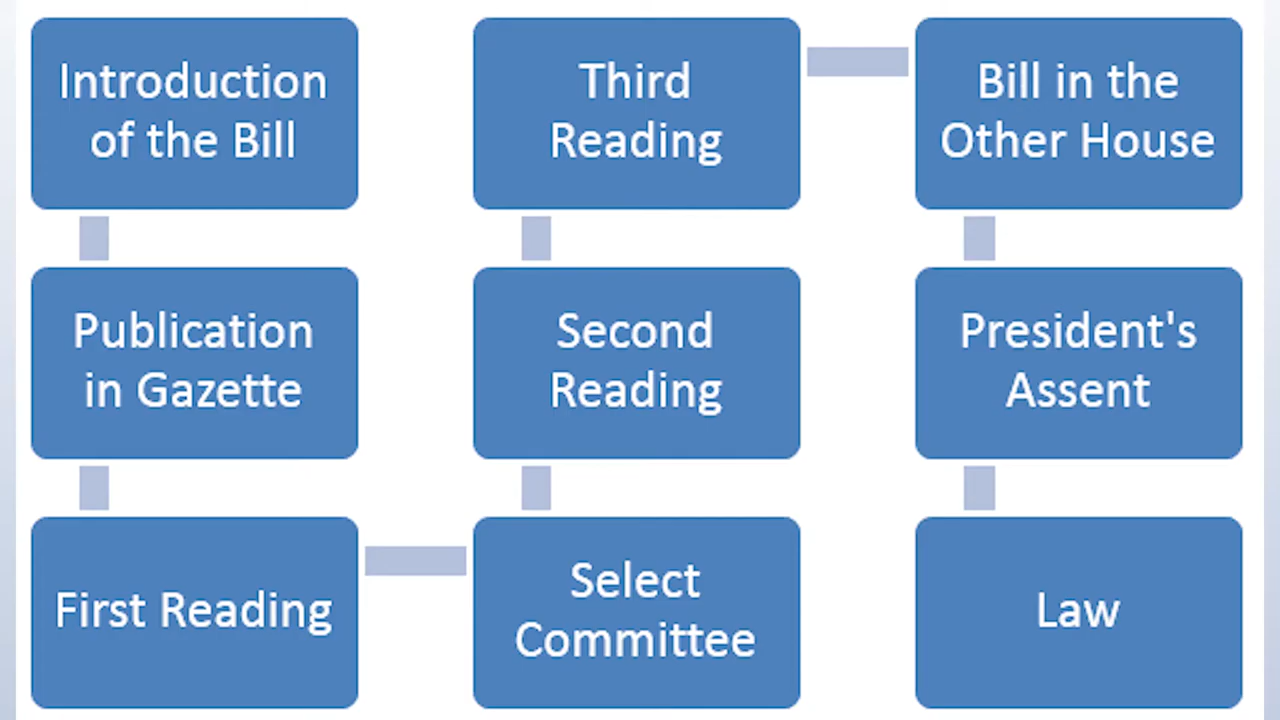 Introduction
of the Bill
Publication
in Gazette
First Reading
Select
Committee
Second
Reading
Third
Reading
Bill in the
Other House
President's
Assent
Law